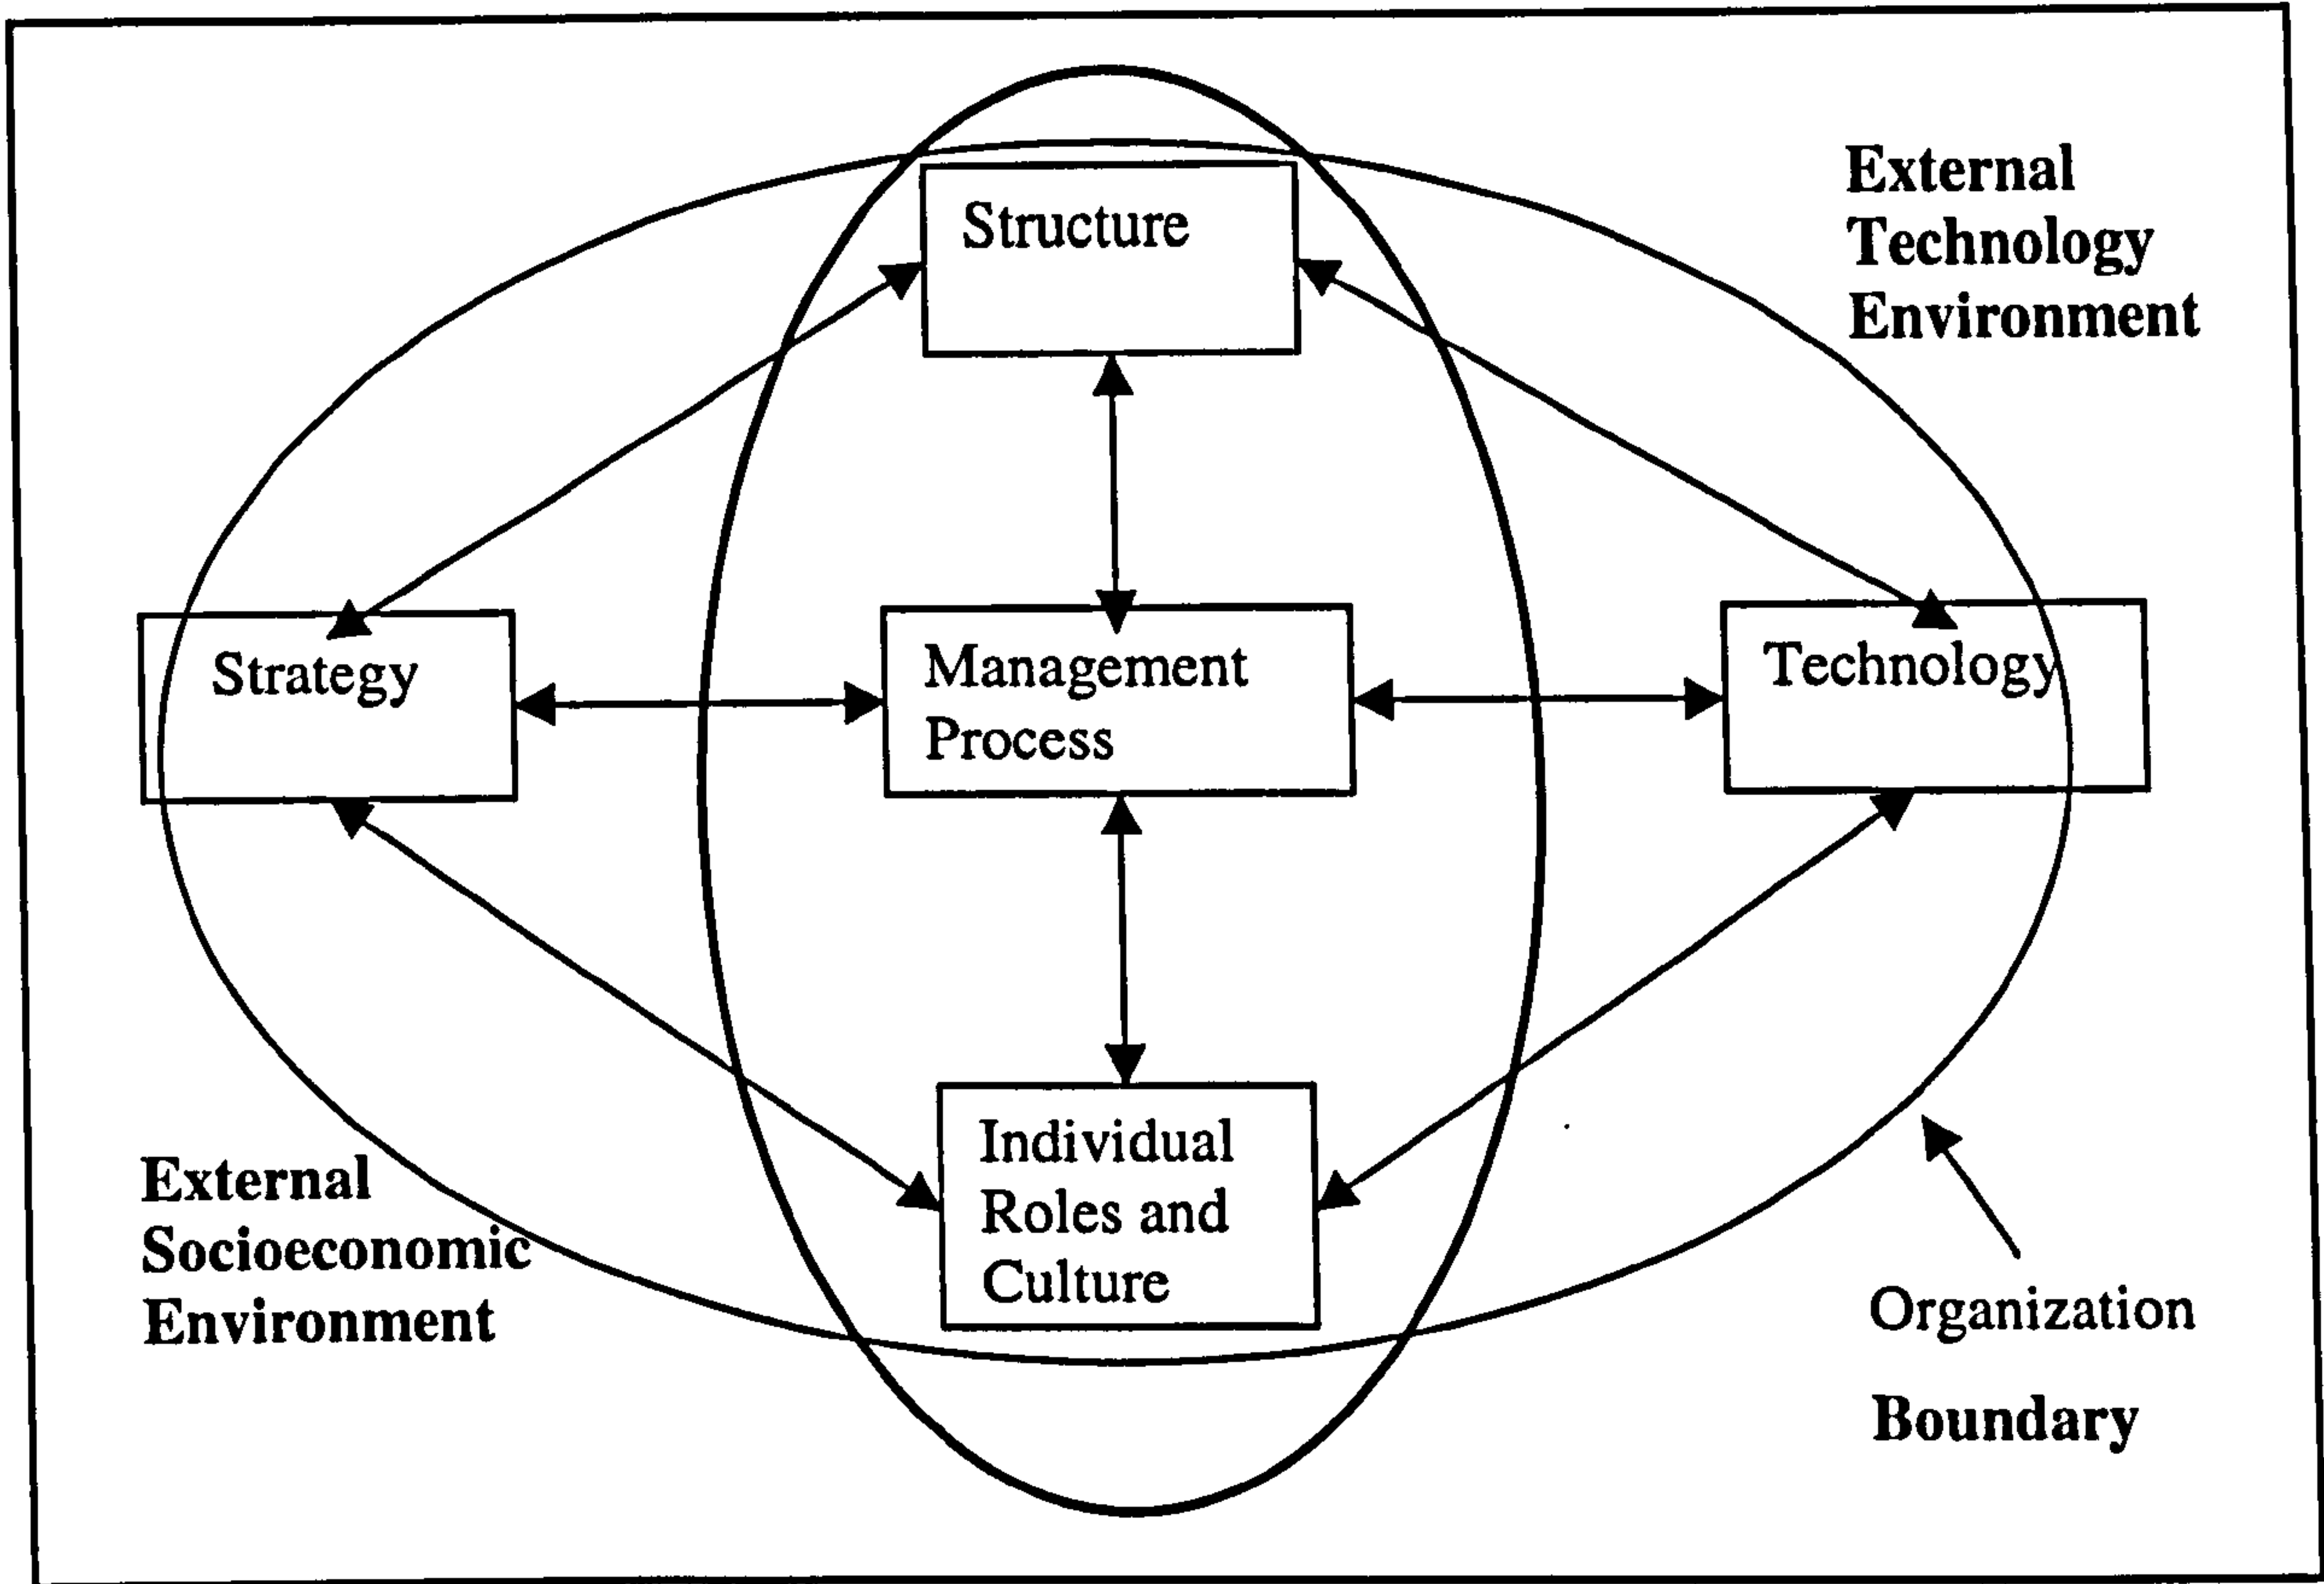 Structure
External
Technology
Environment
Strategy
Management
Process
Technology
Individual
Roles and
Culture
External
Socioeconomic
Environment
Organization
Boundary